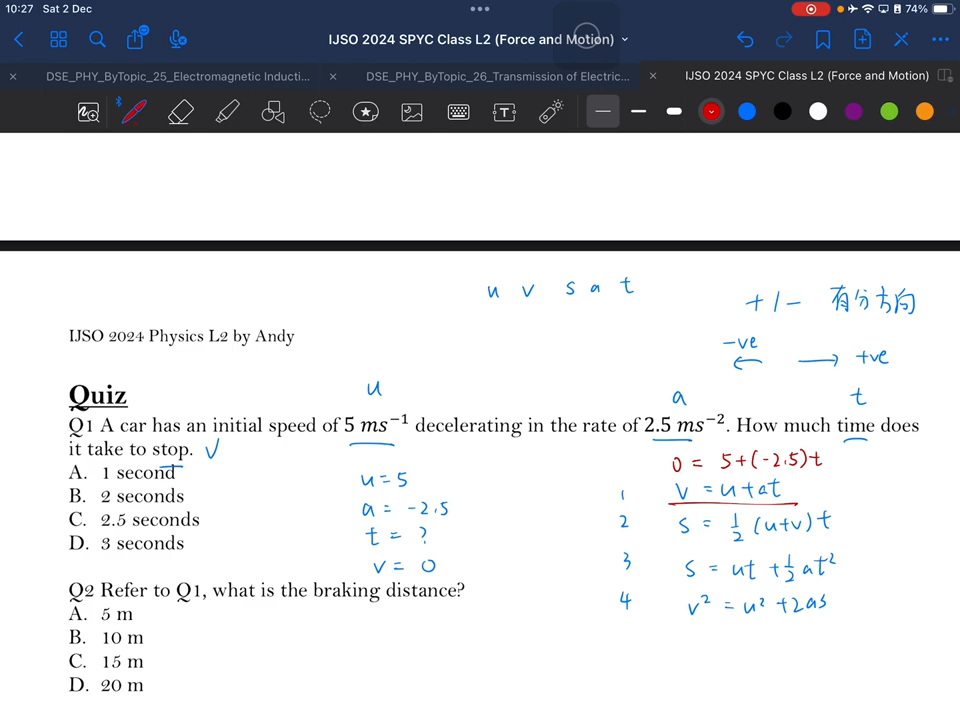 10:27 Sat 2 Dec
74%
IJSO 2024 SPYC Class L2 (Force and Motion)
DSE_PHY_ByTopic_25_Electromagnetic Inducti...
DSE_PHY_ByTopic_26_Transmission of Electric...
IJSO 2024 SPYC Class L2 (Force and Motion)
u v s a t
+/- 有分方向
IJSO 2024 Physics L2 by Andy
-ve
+ve
Quiz
u
a
t
Q1 A car has an initial speed of 5 ms⁻¹ decelerating in the rate of 2.5 ms⁻². How much time does
it take to stop.
A. 1 second
B. 2 seconds
C. 2.5 seconds
D. 3 seconds
u = 5
a = -2.5
t = ?
v = 0
0 = 5+(-2.5)t
1 v = u+at
2 s = ½ (u+v) t
3 s = ut + ½ at²
4 v² = u² + 2as
Q2 Refer to Q1, what is the braking distance?
A. 5 m
B. 10 m
C. 15 m
D. 20 m